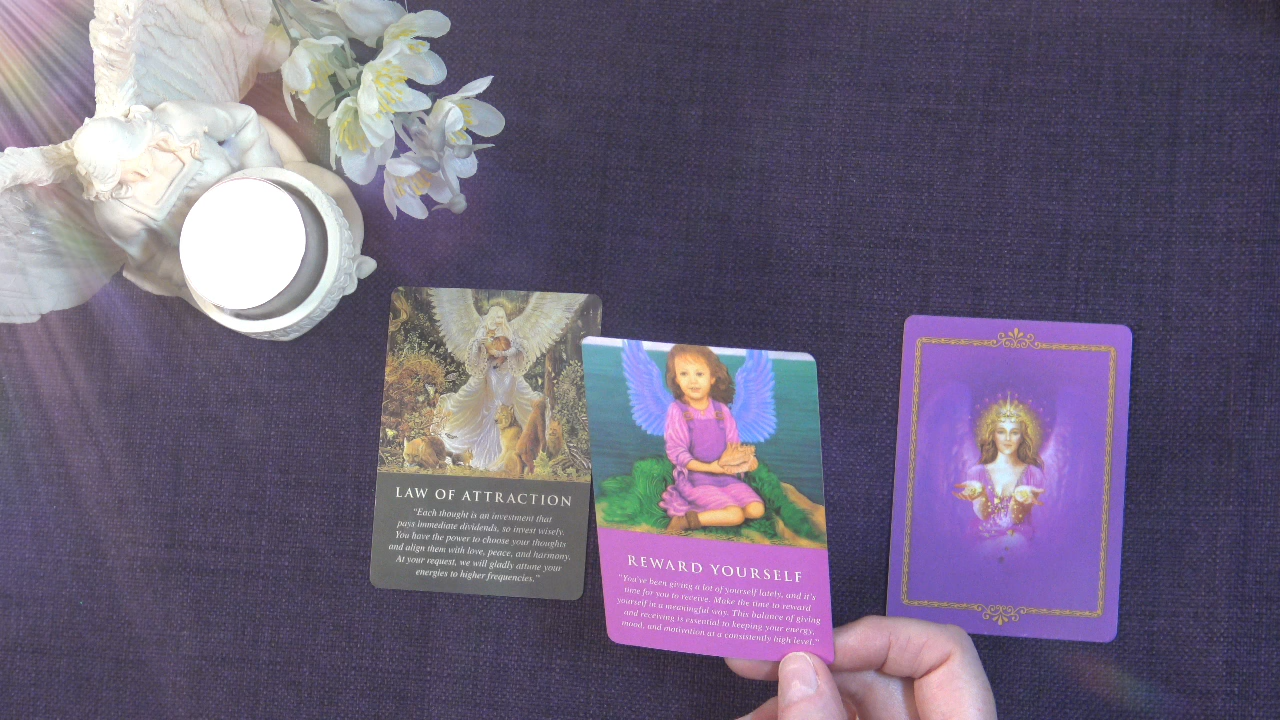 LAW OF ATTRACTION
"Each thought is an investment that
pays immediate dividends, so invest wisely.
You have the power to choose your thoughts
and align them with love, peace, and harmony.
At your request, we will gladly attune your
energies to higher frequencies."
REWARD YOURSELF
"You've been giving a lot of yourself lately, and it's
time for you to receive. Make the time to reward
yourself in a meaningful way. This balance of giving
and receiving is essential to keeping your energy,
mood, and motivation at a consistently high level."